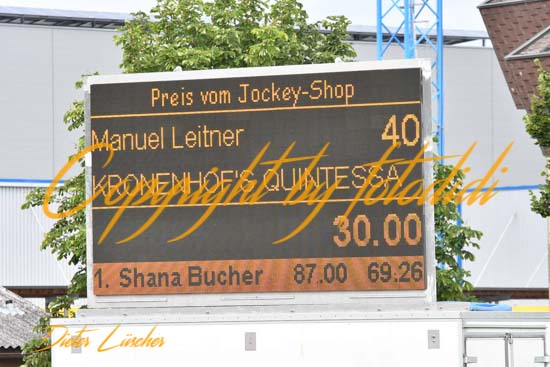 Preis vom Jockey-Shop
Manuel Leitner 40
KRONENHOF'S QUINTESSA
Copyright by fotodidi
30.00
1. Shana Bucher 87.00 69.26
Dieter Lüscher